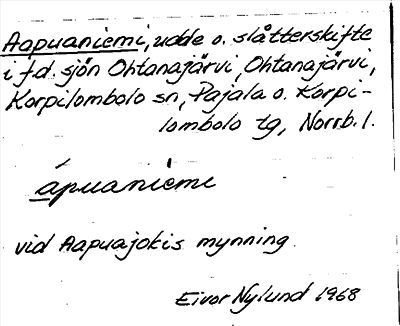 Aapuaniemi, udde o. slåtterskifte
i f.d. sjön Ohtanajärvi, Ohtanajärvi,
Korpilombolo sn, Pajala o. Korpi-
lombolo tg, Norrb. l.
ápuaniemi
vid Aapuajokis mynning
Eivor Nylund 1968